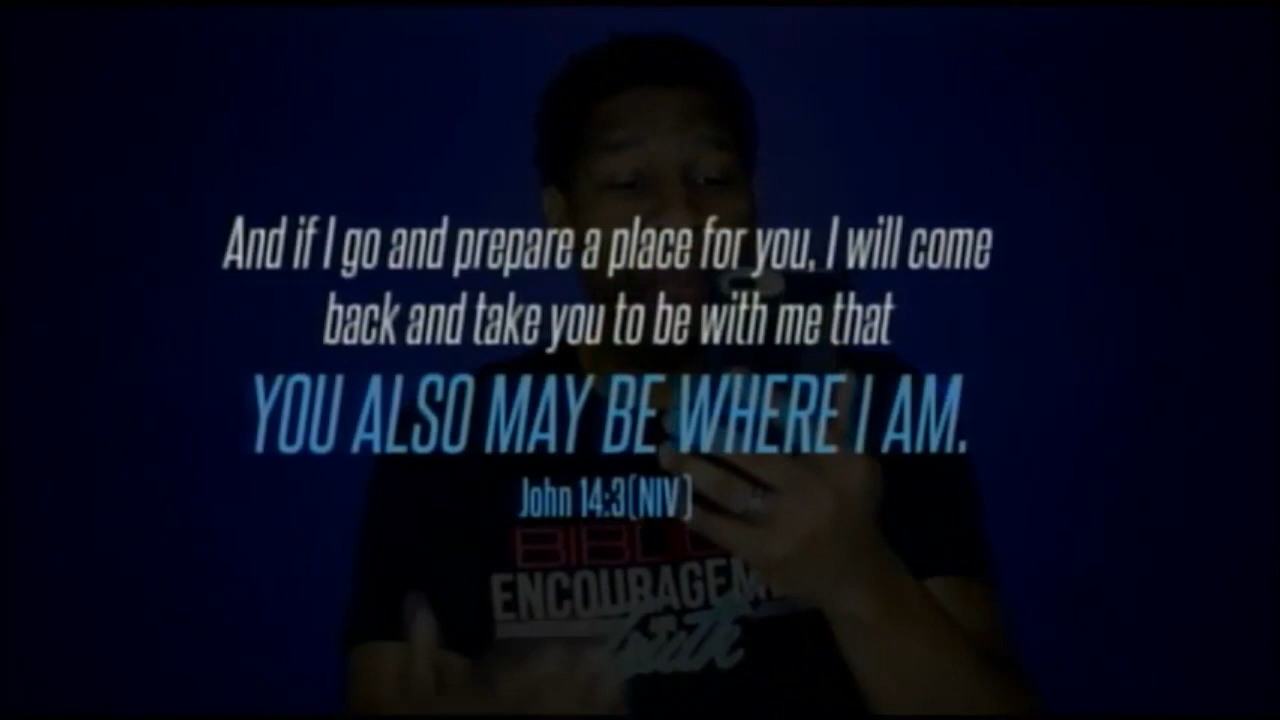 And if I go and prepare a place for you, I will come
back and take you to be with me that
YOU ALSO MAY BE WHERE I AM.
John 14:3(NIV)
truth